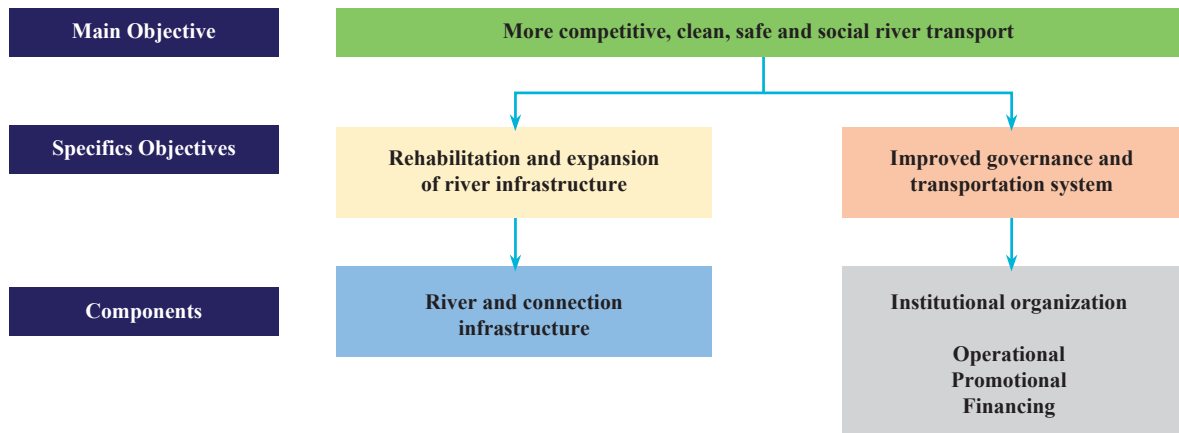 Main Objective
More competitive, clean, safe and social river transport
Specifics Objectives
Rehabilitation and expansion
of river infrastructure
Improved governance and
transportation system
Components
River and connection
infrastructure
Institutional organization
Operational
Promotional
Financing